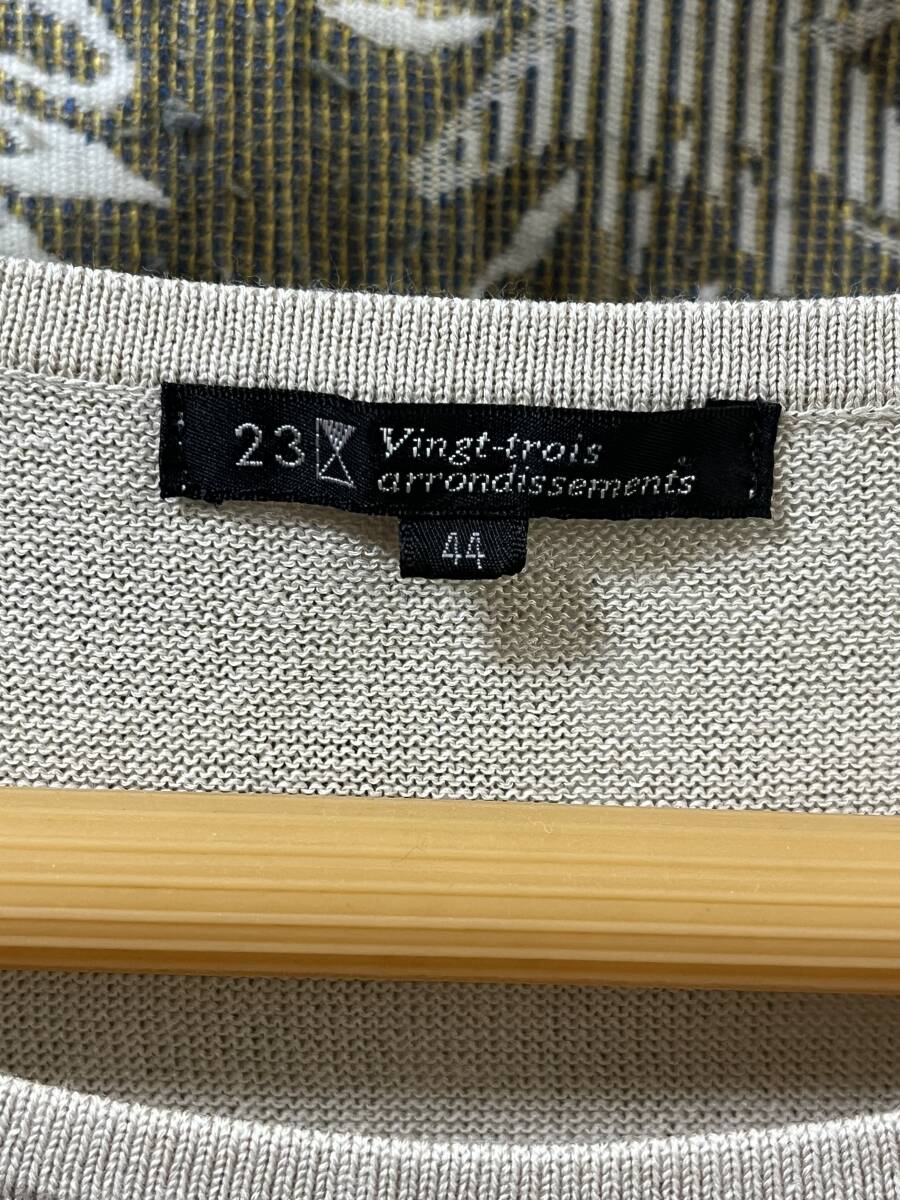 23 Vingt-trois
arrondissements
44